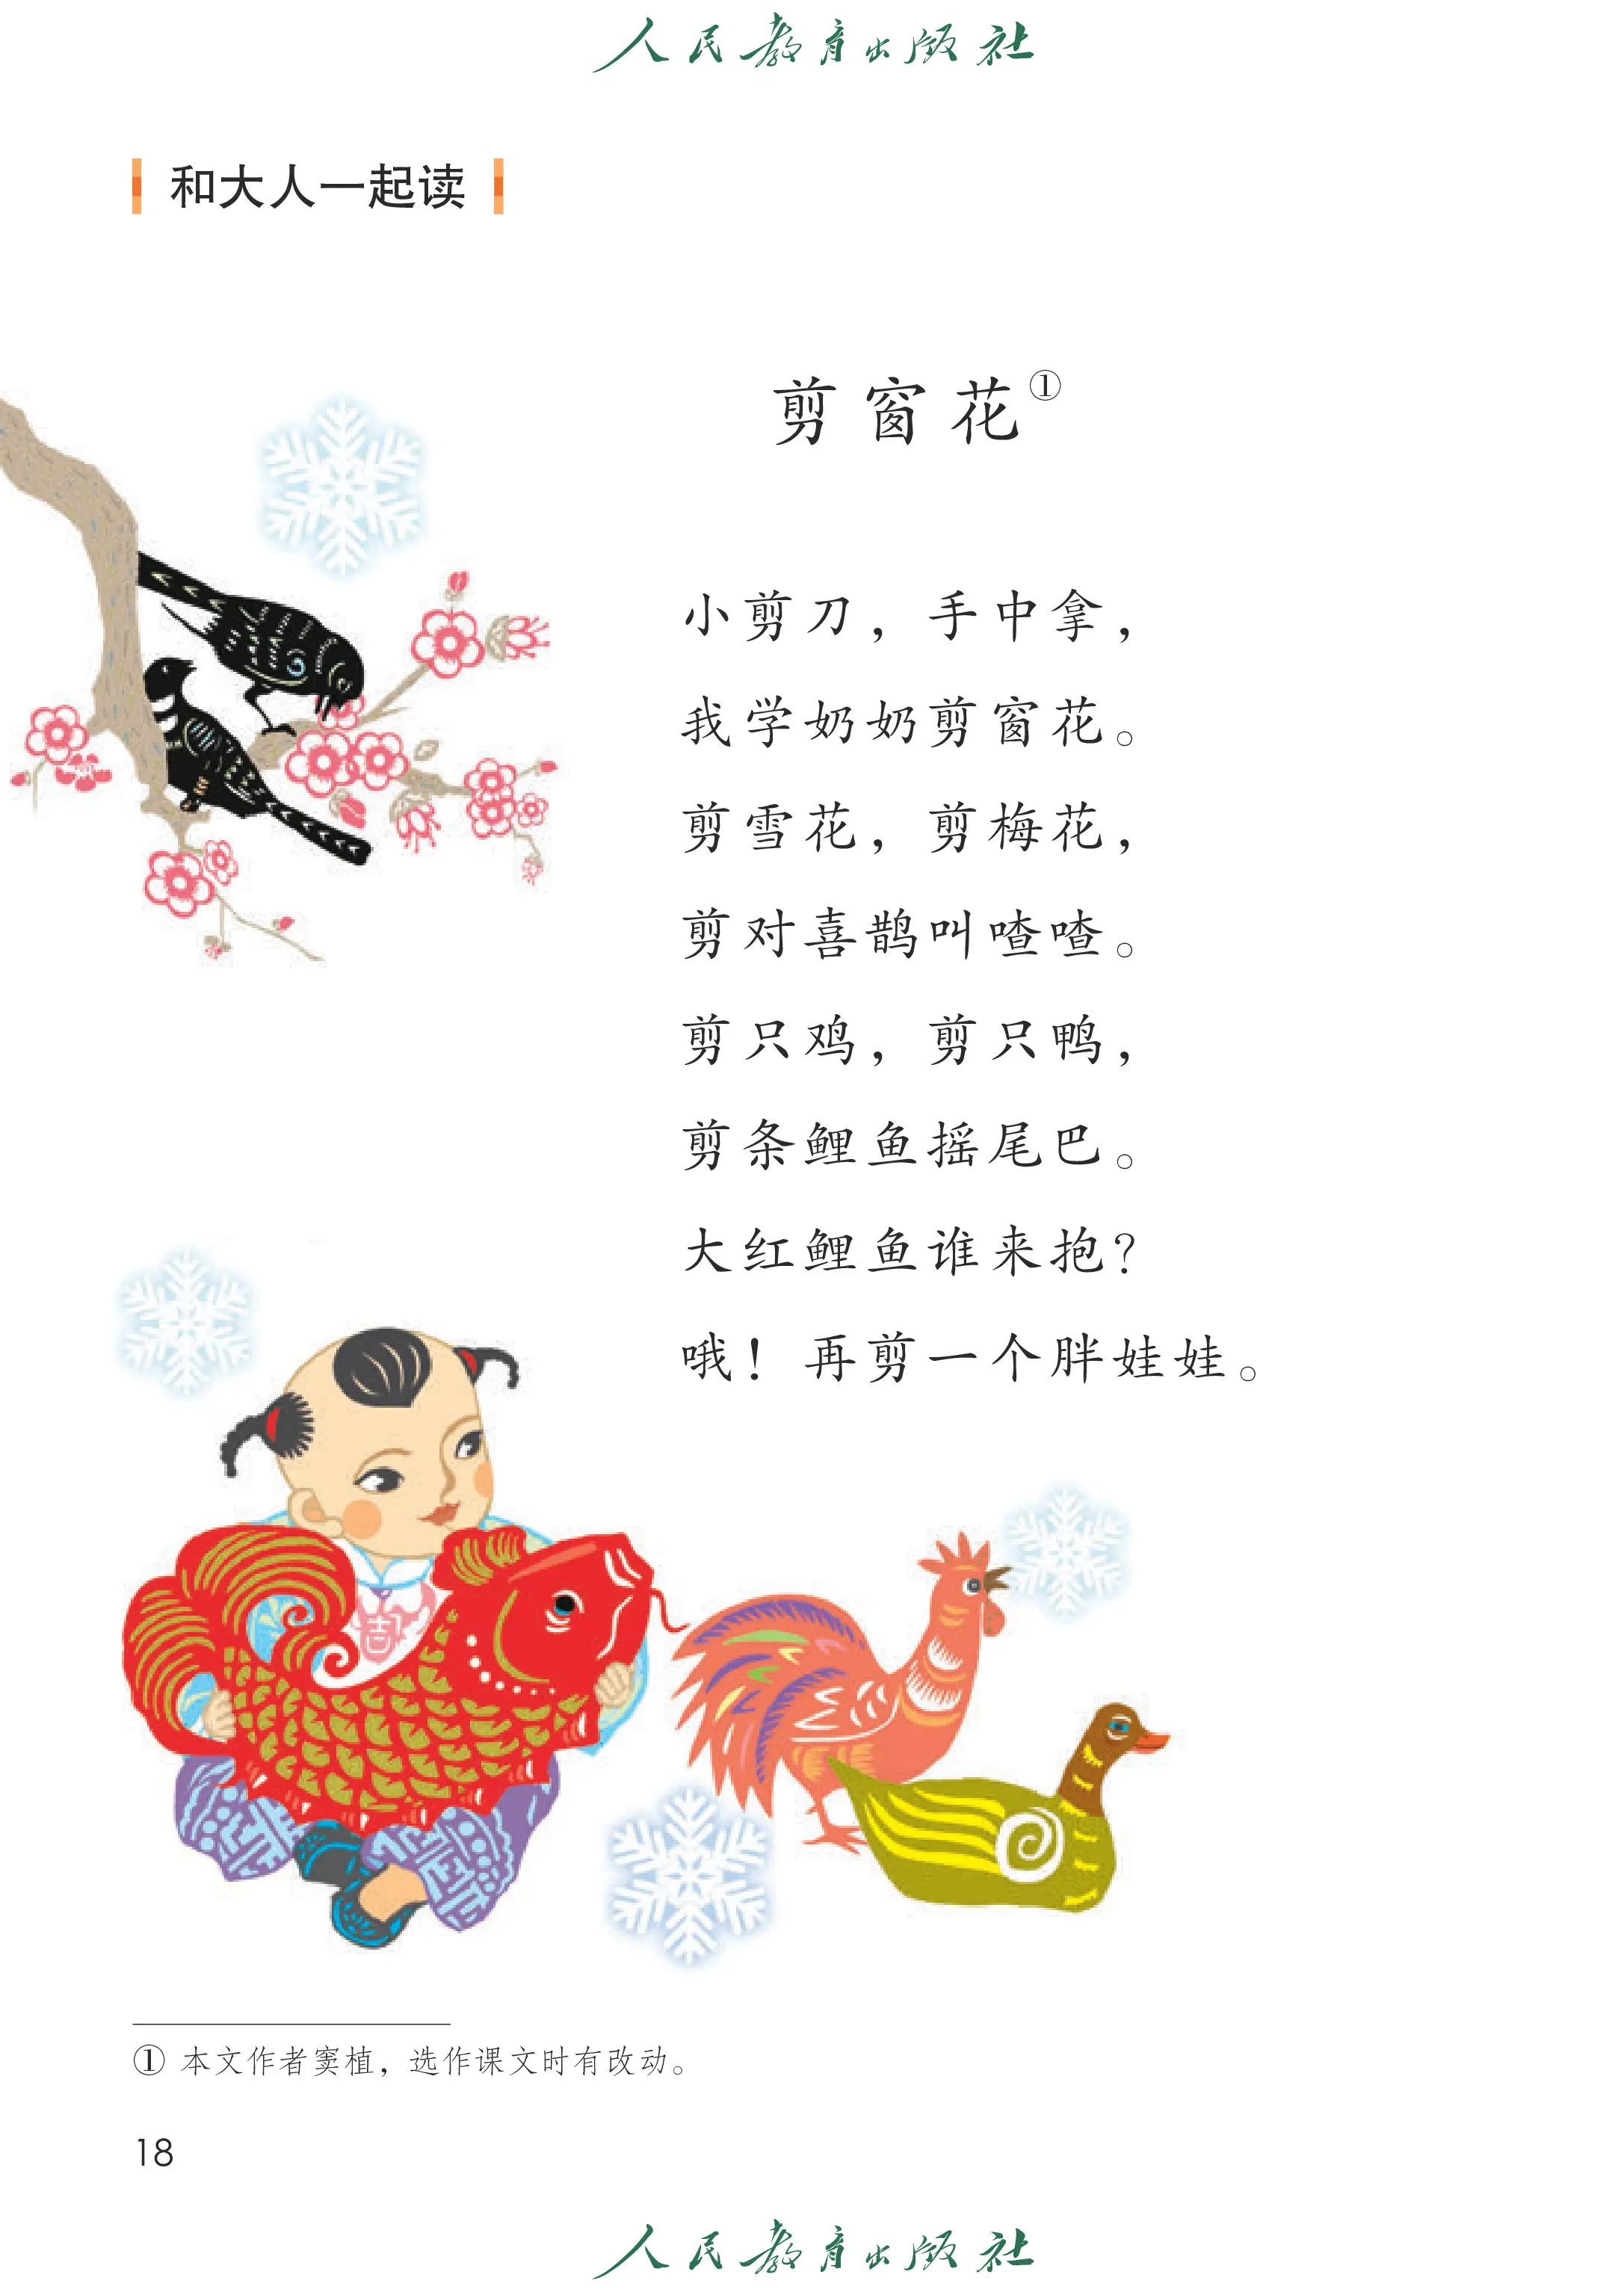 人民教育出版社
和大人一起读
剪窗花①
小剪刀，手中拿，
我学奶奶剪窗花。
剪雪花，剪梅花，
剪对喜鹊叫喳喳。
剪只鸡，剪只鸭，
剪条鲤鱼摇尾巴。
大红鲤鱼谁来抱？
哦！再剪一个胖娃娃。
吉
① 本文作者窦植，选作课文时有改动。
18
人民教育出版社